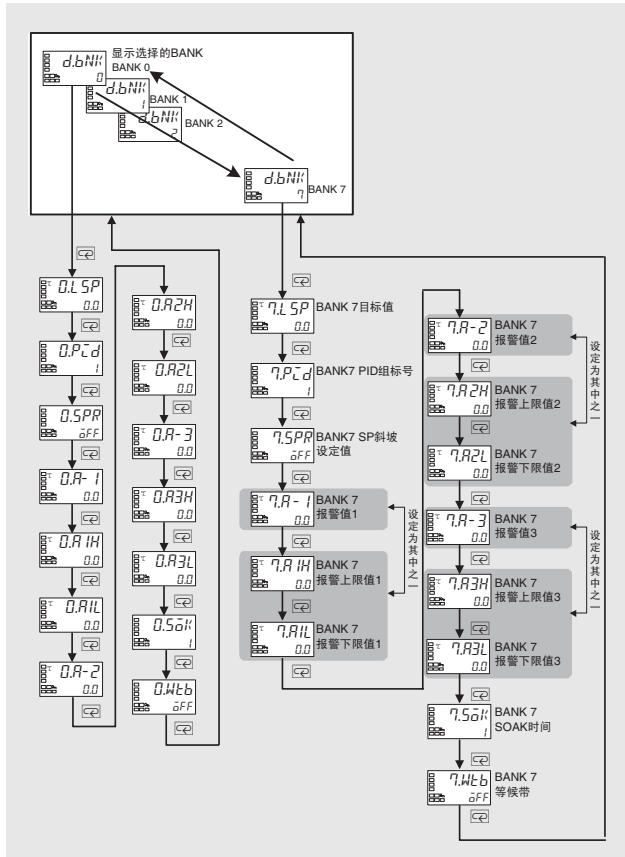 显示选择的BANK
d.bNK
BANK 0
0
d.bNK
BANK 1
1
d.bNK
BANK 2
2
d.bNK
BANK 7
7
0.LSP
0.0
0.Pid
1
0.SPR
oFF
0.A-1
0.0
0.A1H
0.0
0.A1L
0.0
0.A-2
0.0
0.A2H
0.0
0.A2L
0.0
0.A-3
0.0
0.A3H
0.0
0.A3L
0.0
0.SoK
1
0.Wtb
oFF
7.LSP
0.0
BANK 7目标值
7.Pid
1
BANK7 PID组标号
7.SPR
oFF
BANK7 SP斜坡
设定值
7.A-1
0.0
BANK 7
报警值1
7.A1H
0.0
BANK 7
报警上限值1
7.A1L
0.0
BANK 7
报警下限值1
设定为其中之一
7.A-2
0.0
BANK 7
报警值2
7.A2H
0.0
BANK 7
报警上限值2
7.A2L
0.0
BANK 7
报警下限值2
设定为其中之一
7.A-3
0.0
BANK 7
报警值3
7.A3H
0.0
BANK 7
报警上限值3
7.A3L
0.0
BANK 7
报警下限值3
设定为其中之一
7.SoK
1
BANK 7
SOAK时间
7.Wtb
oFF
BANK 7
等候带